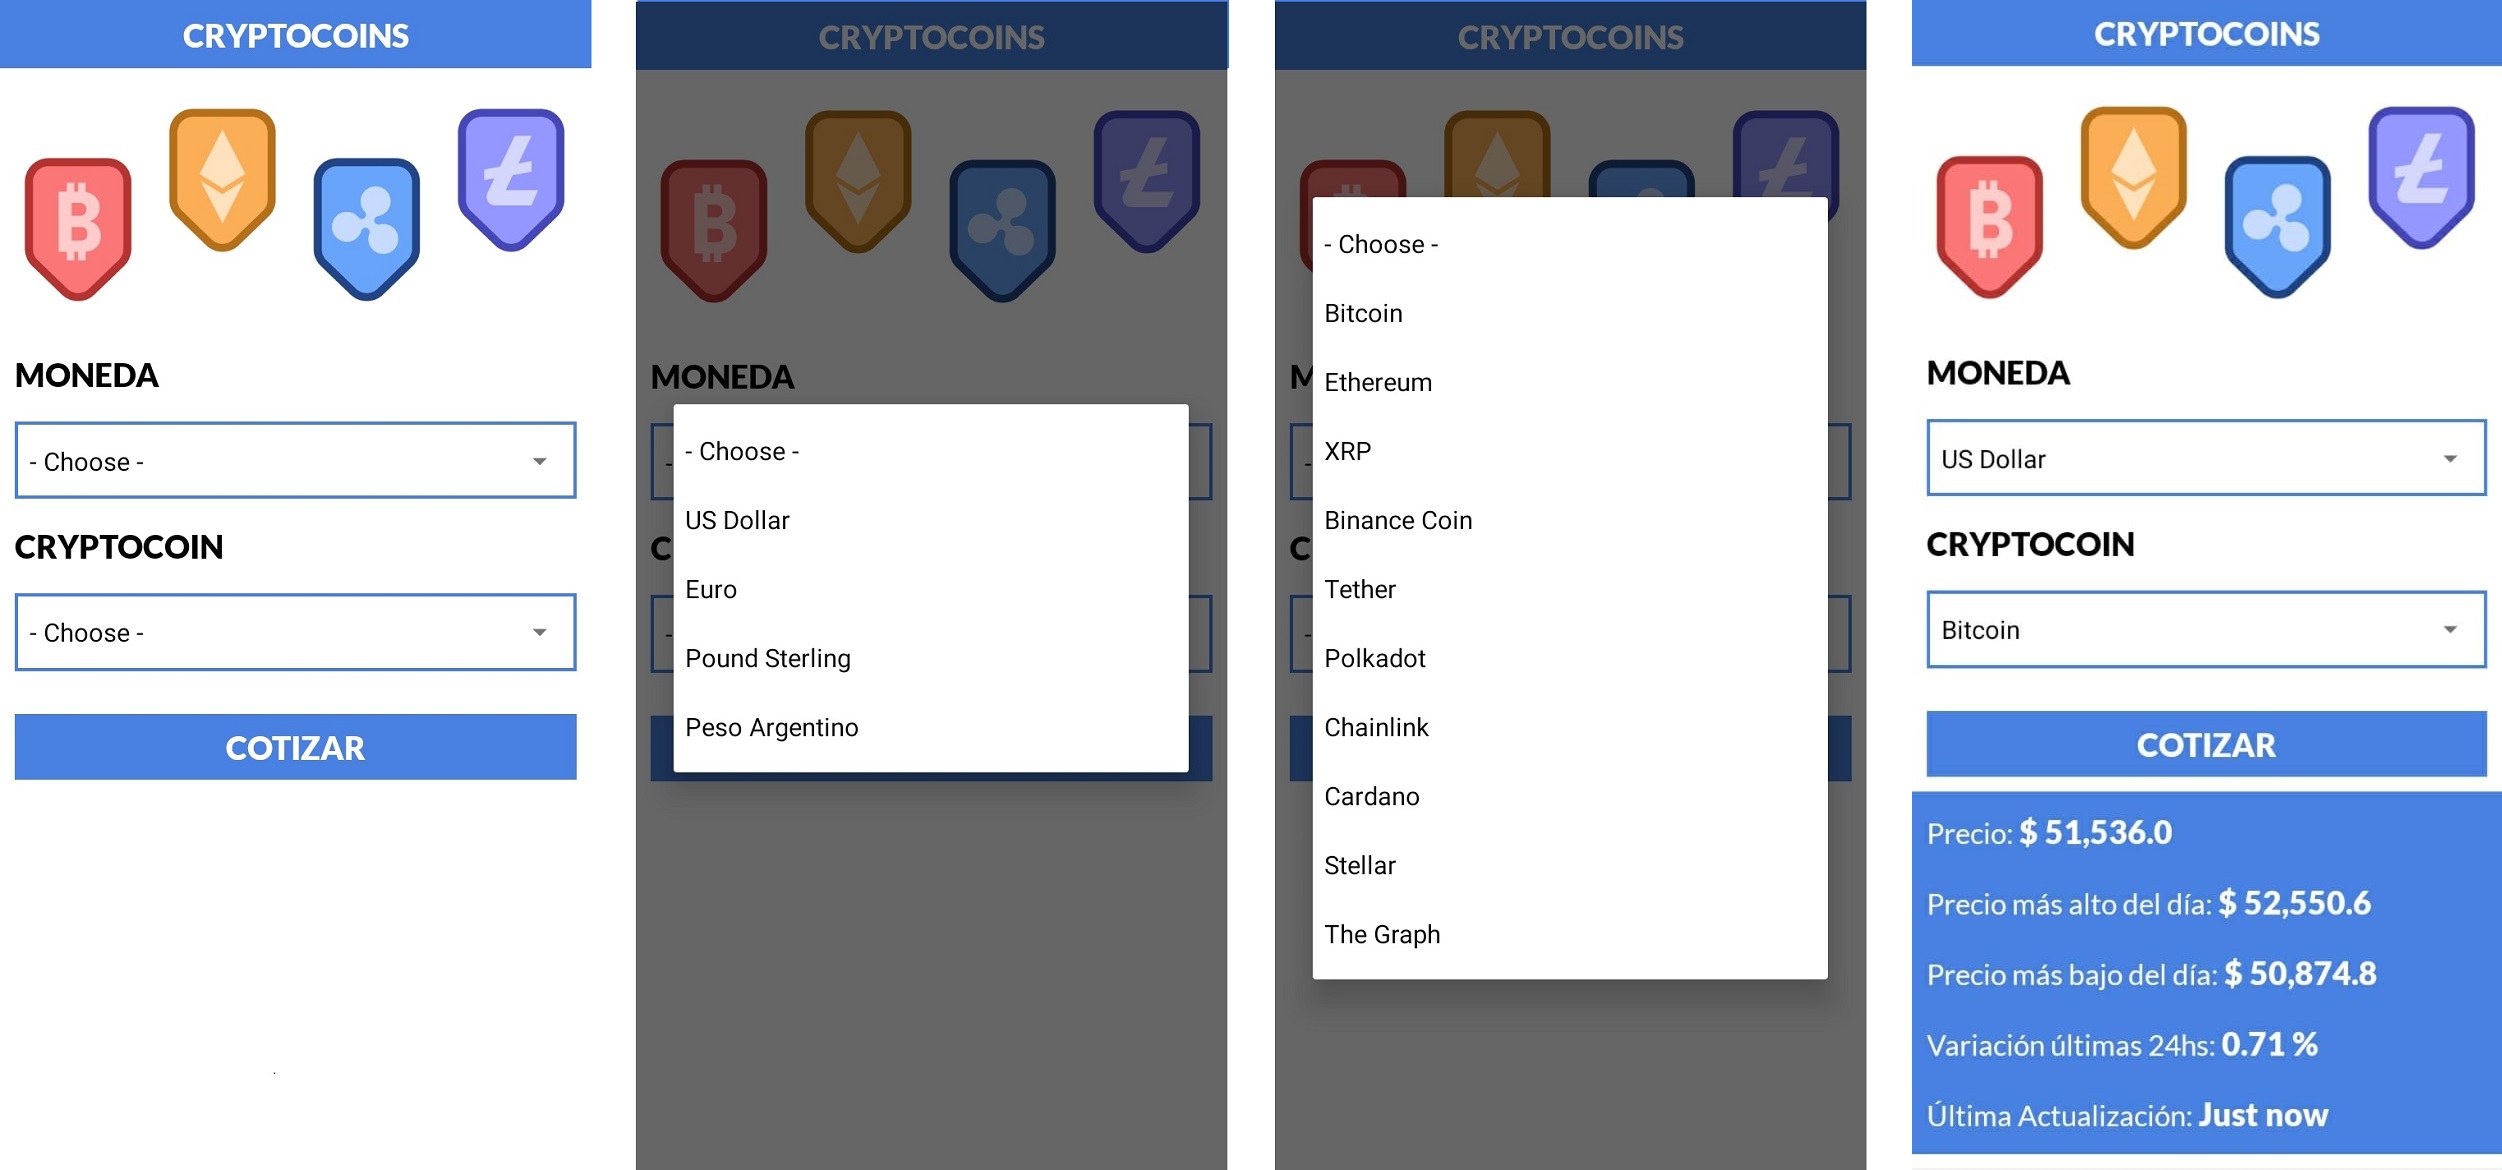 CRYPTOCOINS
MONEDA
- Choose -
CRYPTOCOIN
- Choose -
COTIZAR
CRYPTOCOINS
MONEDA
- Choose -
US Dollar
Euro
Pound Sterling
Peso Argentino
CRYPTOCOINS
- Choose -
Bitcoin
Ethereum
XRP
Binance Coin
Tether
Polkadot
Chainlink
Cardano
Stellar
The Graph
CRYPTOCOINS
MONEDA
US Dollar
CRYPTOCOIN
Bitcoin
COTIZAR
Precio: $ 51,536.0
Precio más alto del día: $ 52,550.6
Precio más bajo del día: $ 50,874.8
Variación últimas 24hs: 0.71 %
Última Actualización: Just now